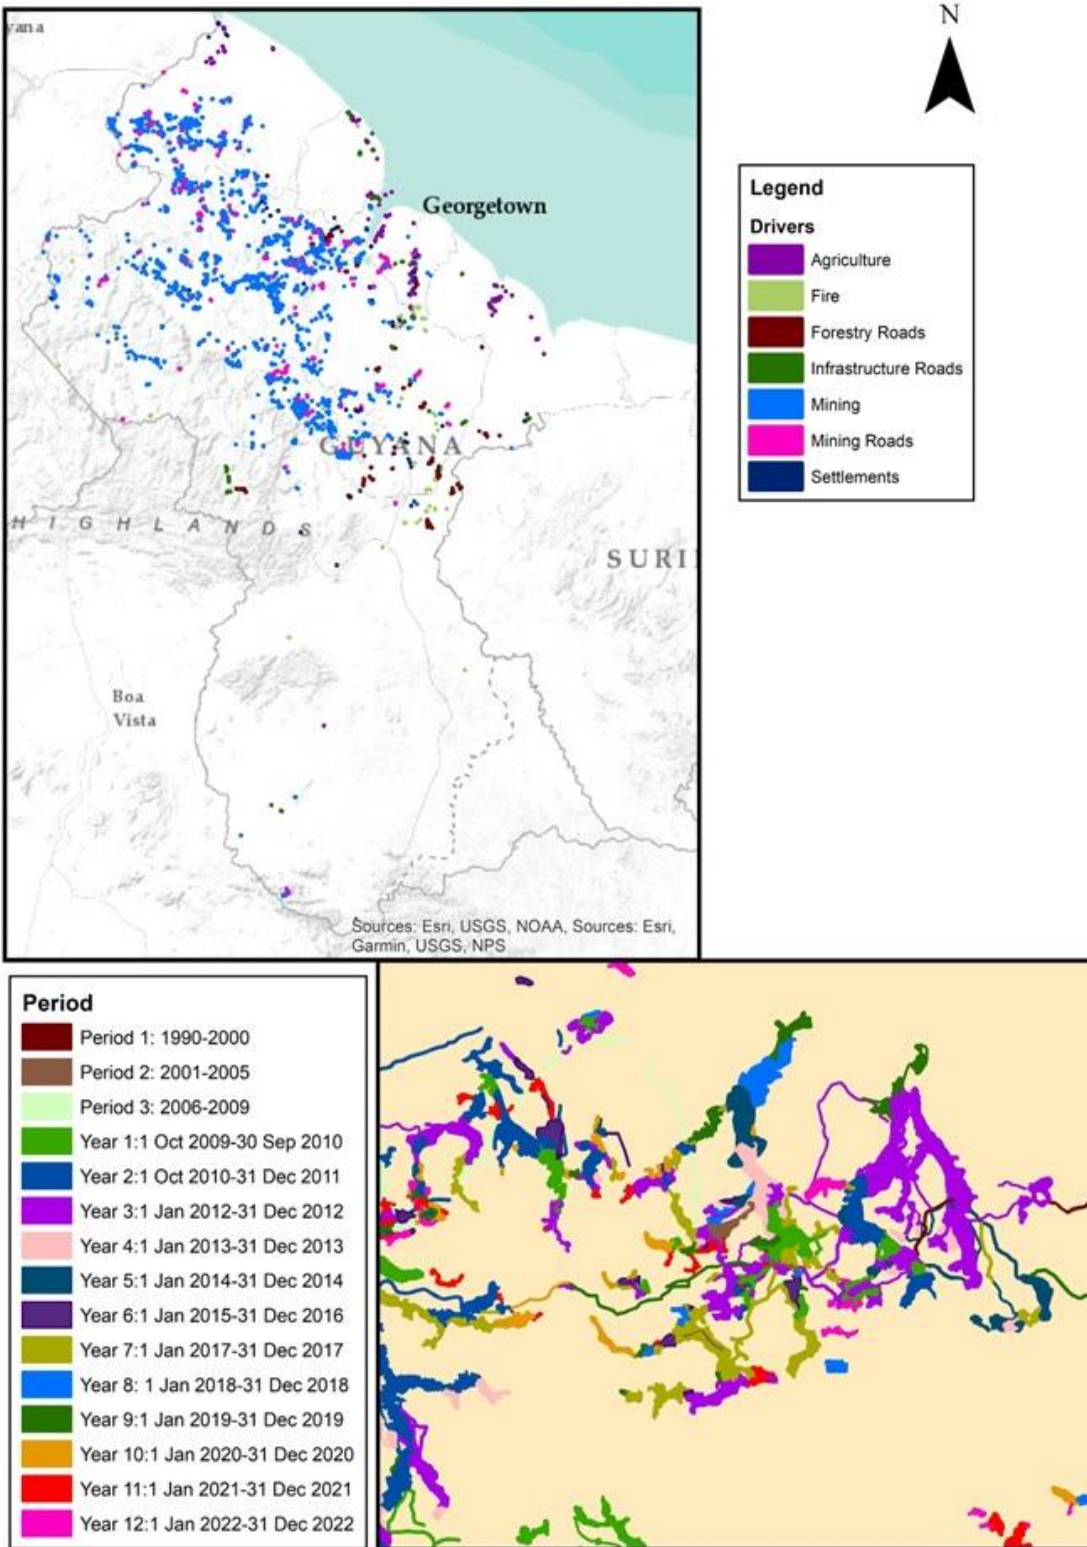 yana
N
Georgetown
GUYANA
HIGHLANDS
SURI
Boa
Vista
Sources: Esri, USGS, NOAA, Sources: Esri,
Garmin, USGS, NPS
Legend
Drivers
Agriculture
Fire
Forestry Roads
Infrastructure Roads
Mining
Mining Roads
Settlements
Period
Period 1: 1990-2000
Period 2: 2001-2005
Period 3: 2006-2009
Year 1:1 Oct 2009-30 Sep 2010
Year 2:1 Oct 2010-31 Dec 2011
Year 3:1 Jan 2012-31 Dec 2012
Year 4:1 Jan 2013-31 Dec 2013
Year 5:1 Jan 2014-31 Dec 2014
Year 6:1 Jan 2015-31 Dec 2016
Year 7:1 Jan 2017-31 Dec 2017
Year 8: 1 Jan 2018-31 Dec 2018
Year 9:1 Jan 2019-31 Dec 2019
Year 10:1 Jan 2020-31 Dec 2020
Year 11:1 Jan 2021-31 Dec 2021
Year 12:1 Jan 2022-31 Dec 2022